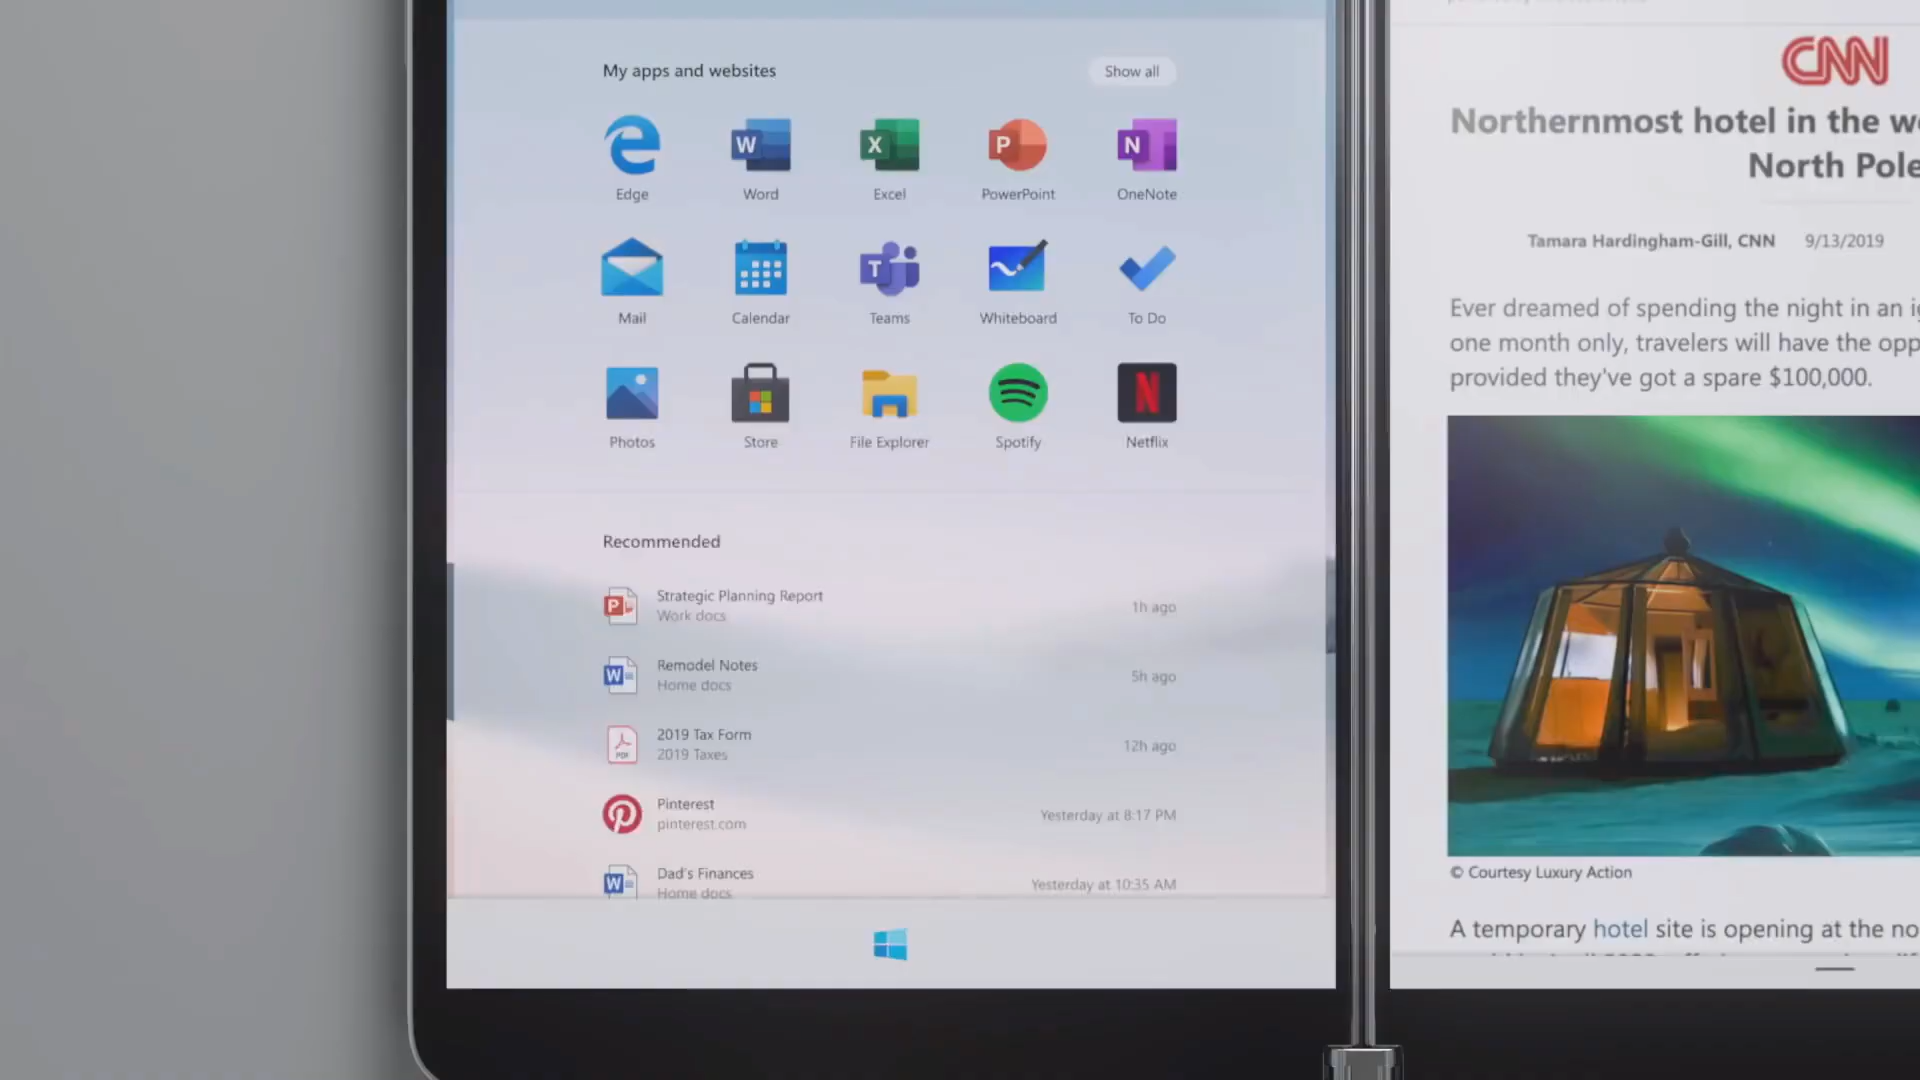 My apps and websites
Show all
Edge
Word
Excel
PowerPoint
OneNote
Mail
Calendar
Teams
Whiteboard
To Do
Photos
Store
File Explorer
Spotify
Netflix
Recommended
Strategic Planning Report
Work docs
1h ago
Remodel Notes
Home docs
5h ago
2019 Tax Form
2019 Taxes
12h ago
Pinterest
pinterest.com
Yesterday at 8:17 PM
Dad's Finances
Home docs
Yesterday at 10:35 AM
CNN
Northernmost hotel in the
North Pole
Tamara Hardingham-Gill, CNN 9/13/2019
Ever dreamed of spending the night in an
one month only, travelers will have the
provided they've got a spare $100,000.
© Courtesy Luxury Action
A temporary hotel site is opening at the